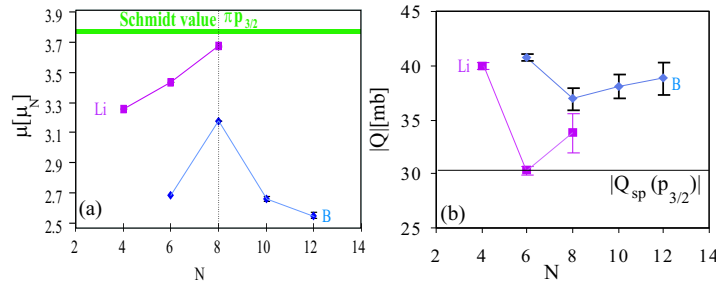 3.9
3.7
3.5
3.3
3.1
2.9
2.7
2.5
μ[μN]
Schmidt value πp3/2
Li
B
(a)
2 4 6 8 10 12 14
N
45
40
35
30
25
|Q|[mb]
Li
B
|Qsp (p3/2)|
(b)
2 4 6 8 10 12 14
N